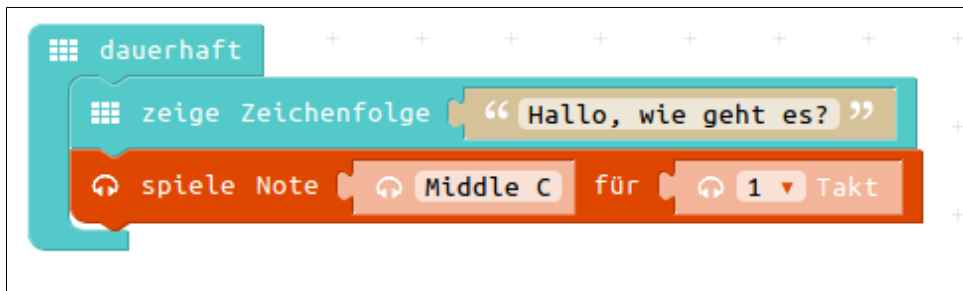 dauerhaft
zeige Zeichenfolge “ Hallo, wie geht es? ”
spiele Note Middle C für 1 ▼ Takt